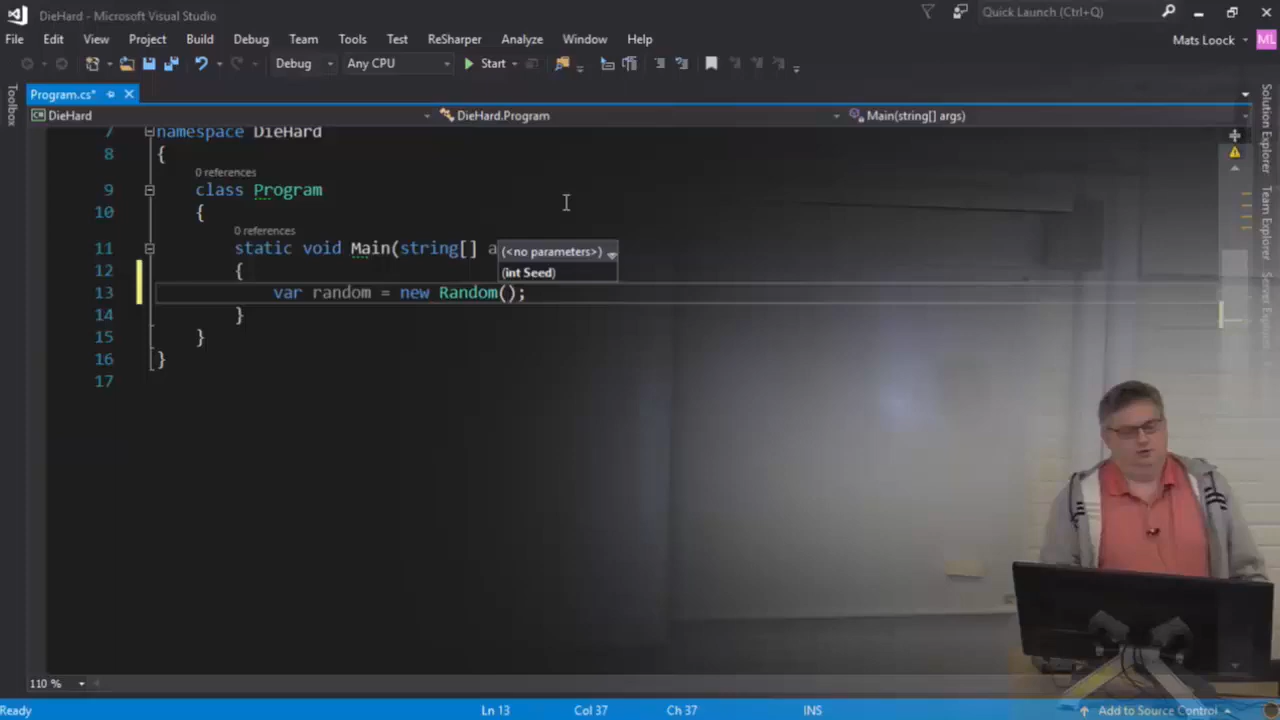 DieHard - Microsoft Visual Studio
Quick Launch (Ctrl+Q)
File Edit View Project Build Debug Team Tools Test ReSharper Analyze Window Help
Mats Loock ML
Debug Any CPU Start
Toolbox
Program.cs*
DieHard DieHard.Program Main(string[] args)
7 namespace DieHard
8 {
0 references
9 class Program
10 {
0 references
11 static void Main(string[] a
(<no parameters>)
(int Seed)
12 {
13 var random = new Random();
14 }
15 }
16 }
17
Solution Explorer
Team Explorer
Server Explorer
110 %
Ready Ln 13 Col 37 Ch 37 INS Add to Source Control